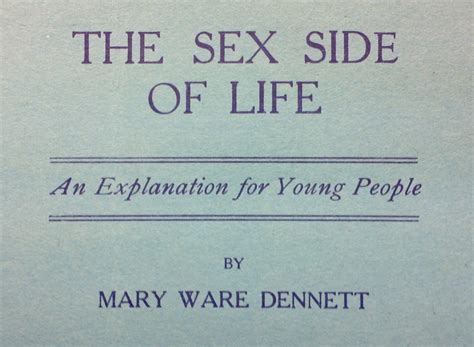 THE SEX SIDE
OF LIFE
An Explanation for Young People
BY
MARY WARE DENNETT